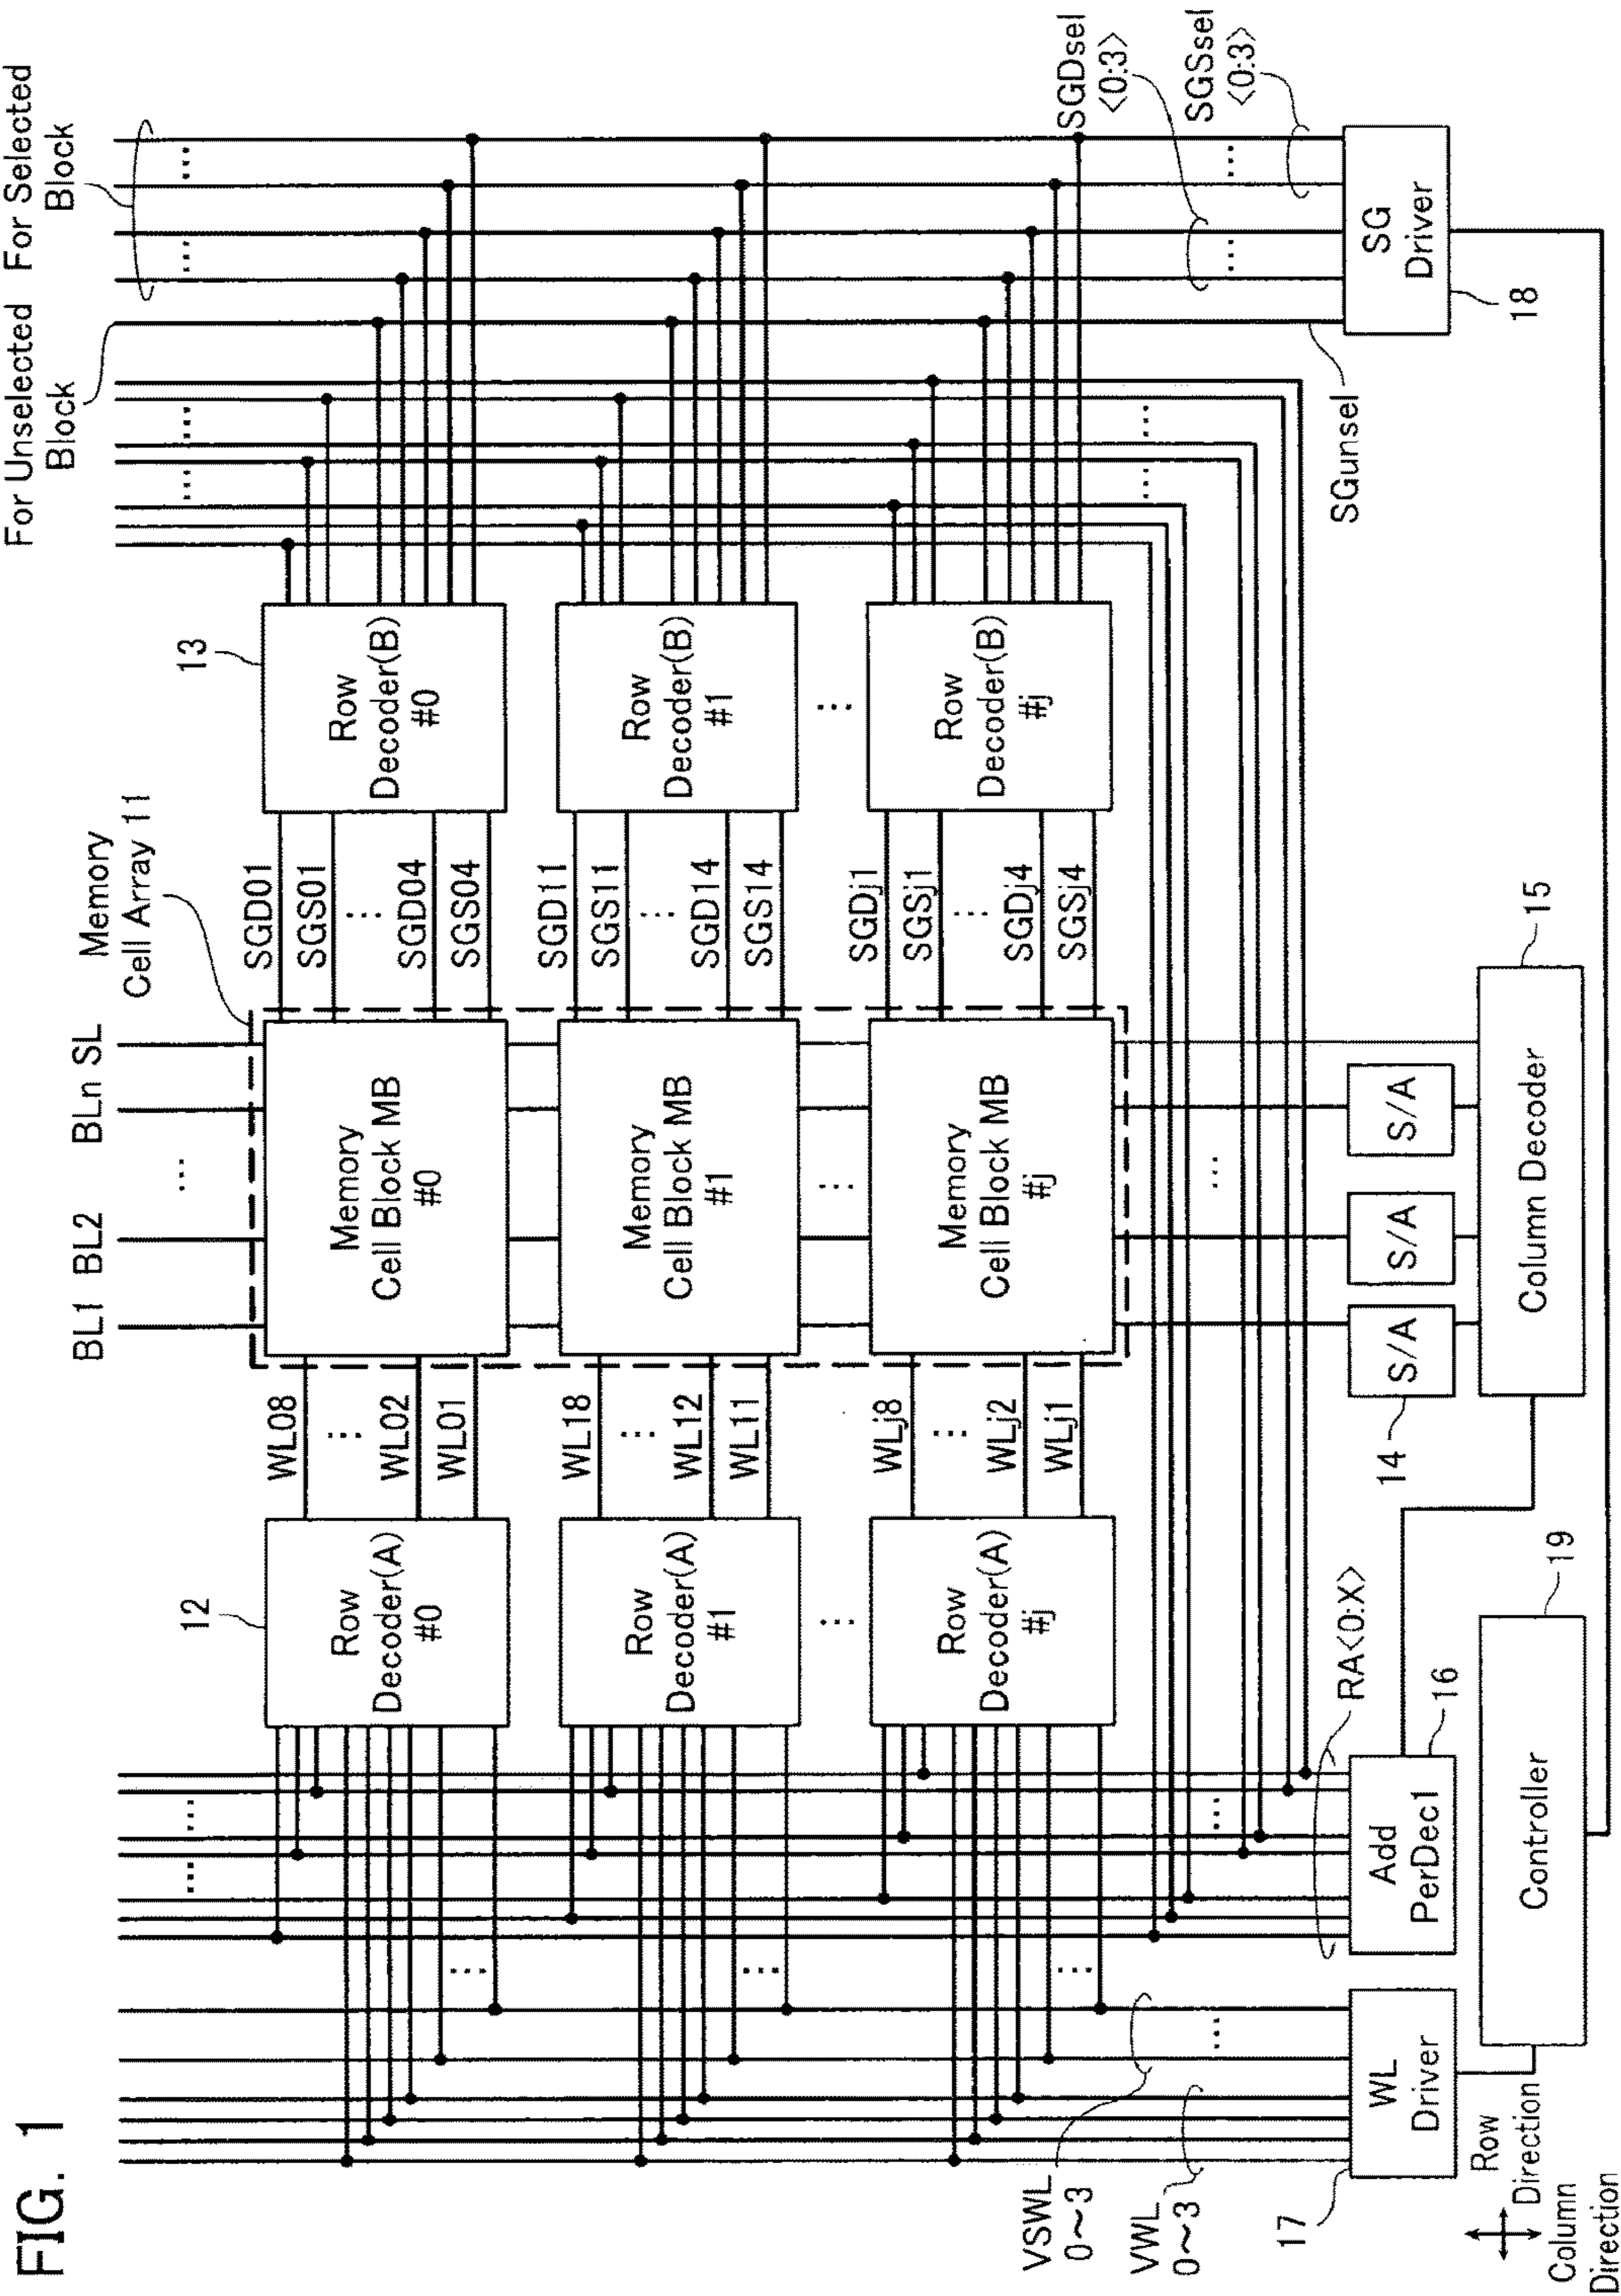 FIG. 1
BL1
BL2
...
BLn
SL
Memory
Cell Array 11
For Unselected
Block
For Selected
Block
12
Row
Decoder(A)
#0
WL08
...
WL02
WL01
Memory
Cell Block MB
#0
SGD01
SGS01
...
SGD04
SGS04
13
Row
Decoder(B)
#0
Row
Decoder(A)
#1
WL18
...
WL12
WL11
Memory
Cell Block MB
#1
SGD11
SGS11
...
SGD14
SGS14
Row
Decoder(B)
#1
Row
Decoder(A)
#j
WLj8
...
WLj2
WLj1
Memory
Cell Block MB
#j
SGDj1
SGSj1
...
SGDj4
SGSj4
Row
Decoder(B)
#j
VSWL
0~3
VWL
0~3
RA<0:X>
SGunsel
SGDsel
<0:3>
SGSsel
<0:3>
17
WL
Driver
Add
PerDec1
16
14
S/A
S/A
S/A
SG
Driver
18
Controller
19
Column Decoder
15
Row
Direction
Column
Direction